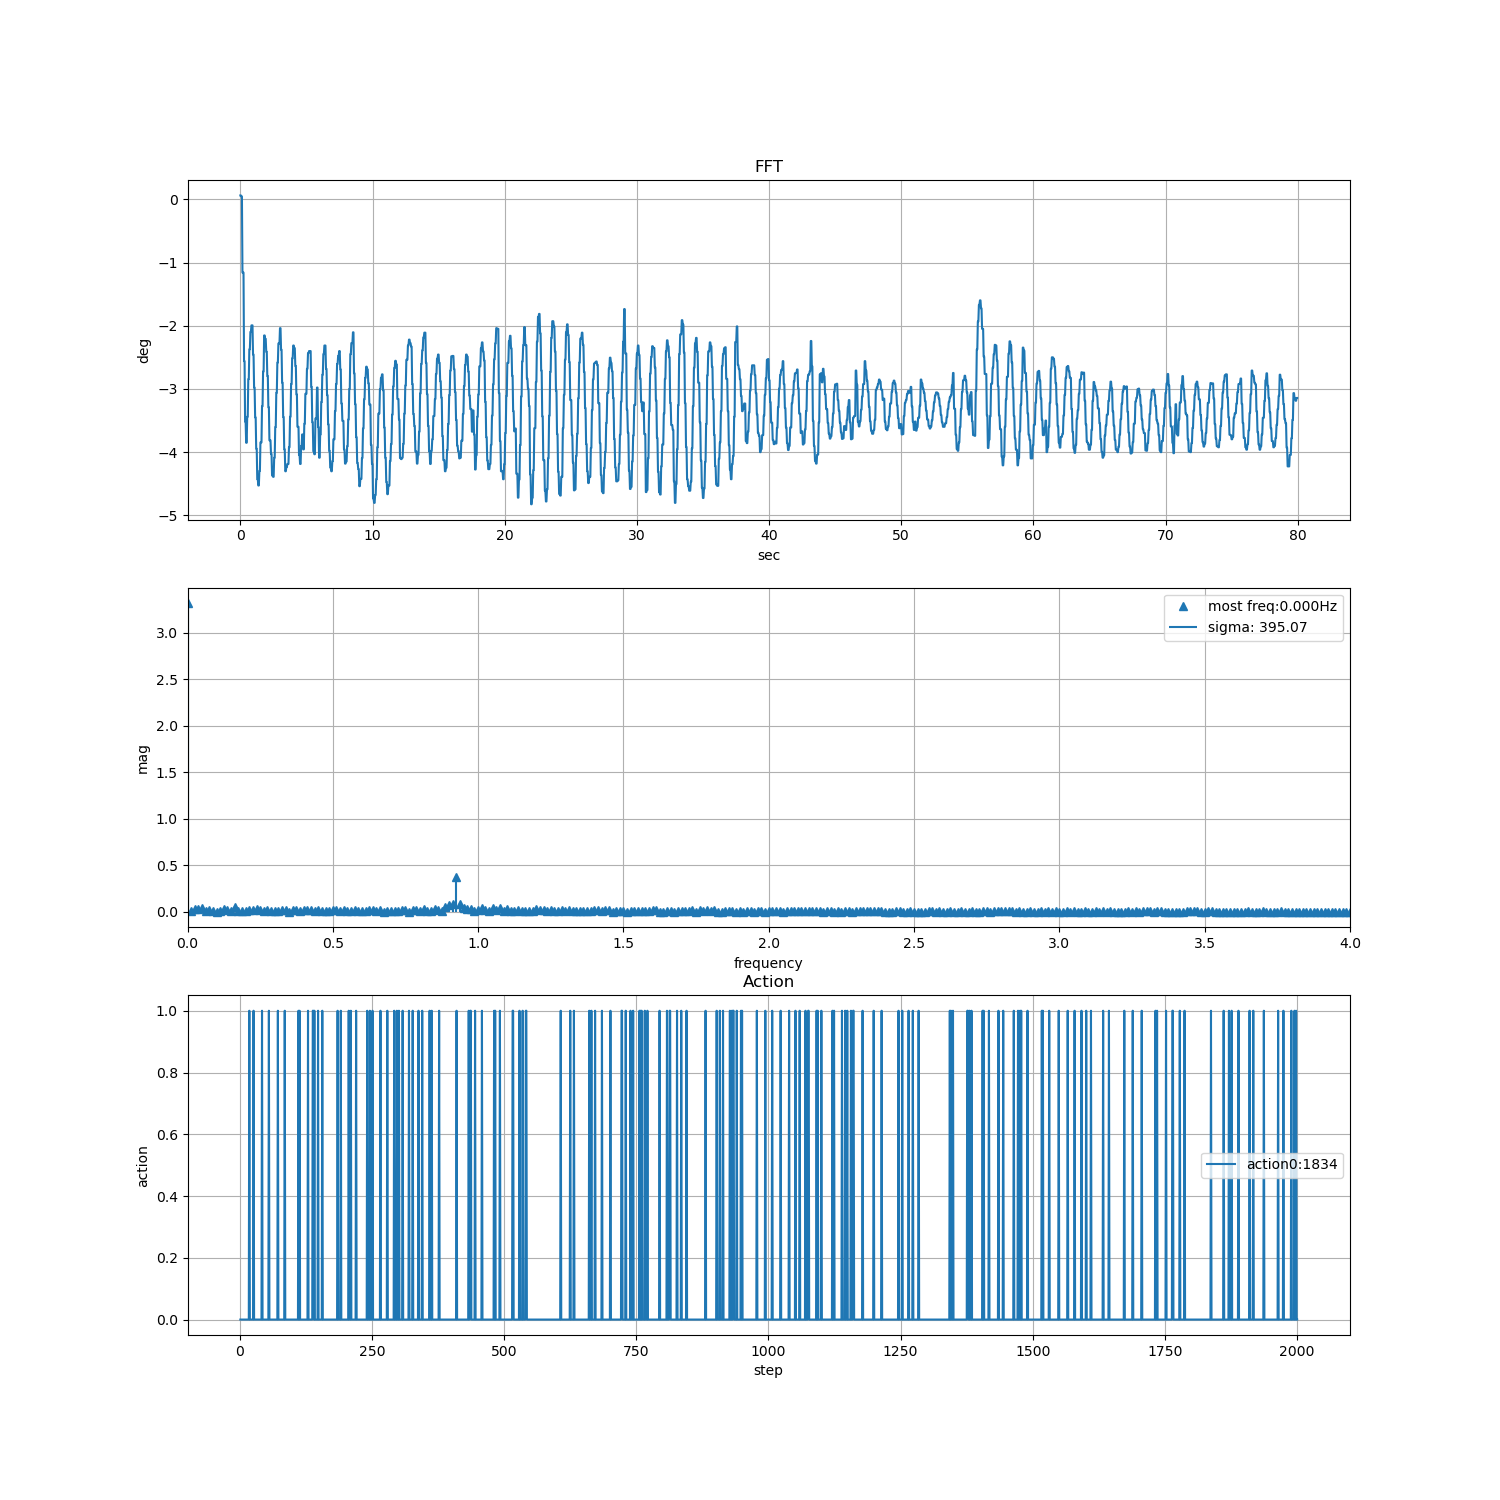 FFT
0
−1
−2
−3
−4
−5
deg
0 10 20 30 40 50 60 70 80
sec
most freq:0.000Hz
sigma: 395.07
3.0
2.5
2.0
1.5
1.0
0.5
0.0
mag
0.0 0.5 1.0 1.5 2.0 2.5 3.0 3.5 4.0
frequency
Action
1.0
0.8
0.6
0.4
0.2
0.0
action
action0:1834
0 250 500 750 1000 1250 1500 1750 2000
step